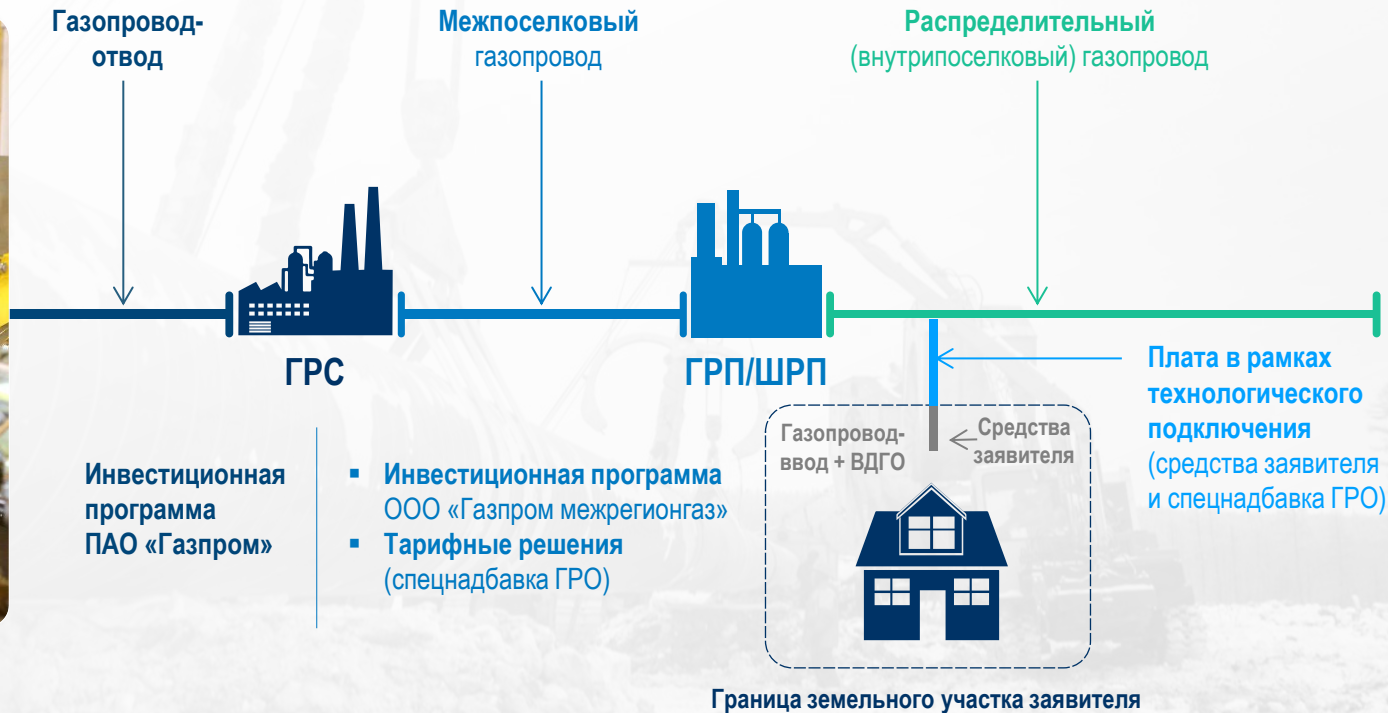 Газопровод-
отвод
Межпоселковый
газопровод
Распределительный
(внутрипоселковый) газопровод
ГРС
ГРП/ШРП
Инвестиционная
программа
ПАО «Газпром»
▪ Инвестиционная программа
ООО «Газпром межрегионгаз»
▪ Тарифные решения
(спецнадбавка ГРО)
Газопровод-
ввод + ВДГО
Средства
заявителя
Плата в рамках
технологического
подключения
(средства заявителя
и спецнадбавка ГРО)
Граница земельного участка заявителя